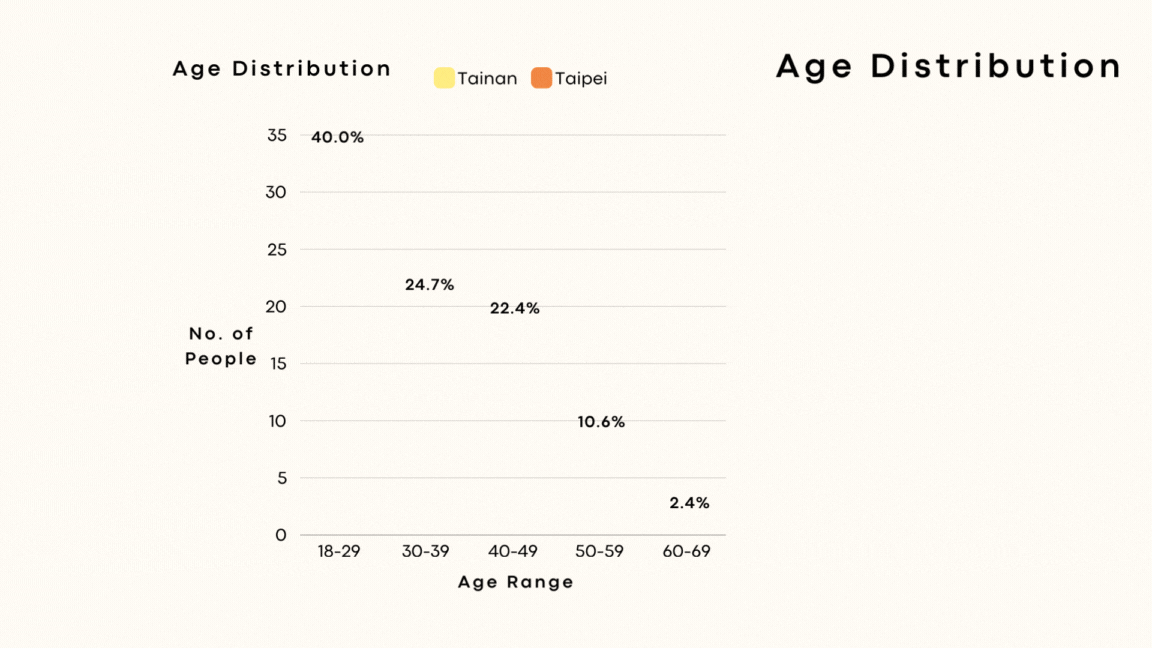 Age Distribution
Tainan Taipei
Age Distribution
35
40.0%
30
25
24.7%
20
22.4%
No. of
People
15
10
10.6%
5
2.4%
0
18-29 30-39 40-49 50-59 60-69
Age Range